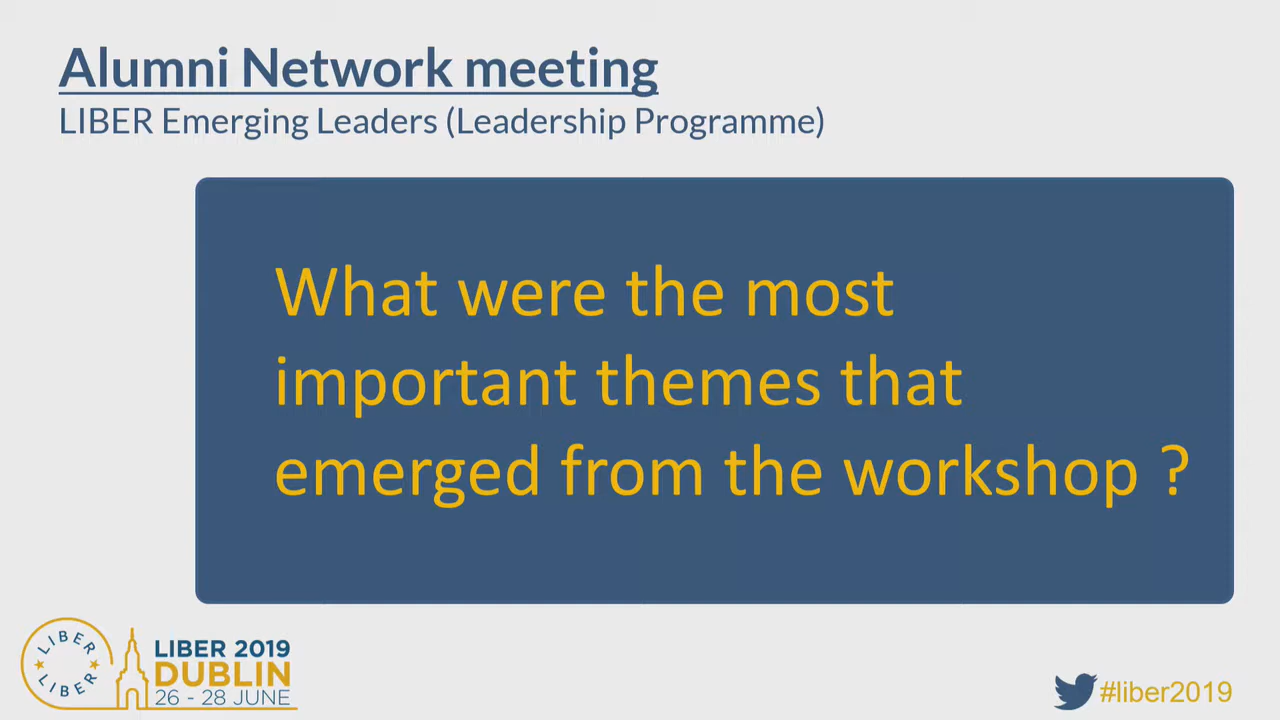 Alumni Network meeting
LIBER Emerging Leaders (Leadership Programme)
What were the most
important themes that
emerged from the workshop ?
LIBER
LIBER
LIBER 2019
DUBLIN
26 - 28 JUNE
#liber2019